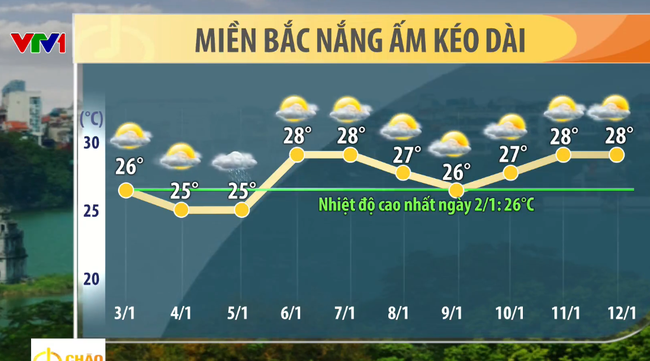 VTV1
MIỀN BẮC NẮNG ẤM KÉO DÀI
(°C)
30
25
20
26° 25° 25° 28° 28° 27° 26° 27° 28° 28°
Nhiệt độ cao nhất ngày 2/1: 26°C
3/1 4/1 5/1 6/1 7/1 8/1 9/1 10/1 11/1 12/1
CHÀO